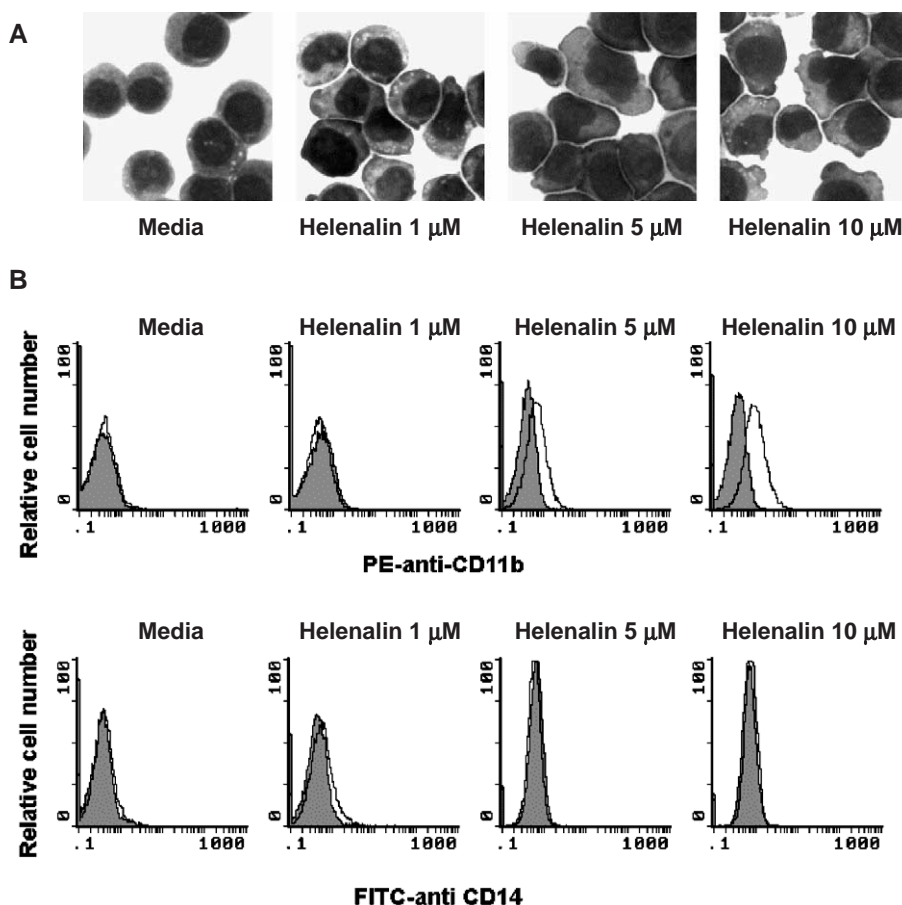 A
Media Helenalin 1 μM Helenalin 5 μM Helenalin 10 μM
B
Media Helenalin 1 μM Helenalin 5 μM Helenalin 10 μM
Relative cell number
100 100 100 100
0 0 0 0
.1 1000 .1 1000 .1 1000 .1 1000
PE-anti-CD11b
Media Helenalin 1 μM Helenalin 5 μM Helenalin 10 μM
Relative cell number
100 100 100 100
0 0 0 0
.1 1000 .1 1000 .1 1000 .1 1000
FITC-anti CD14